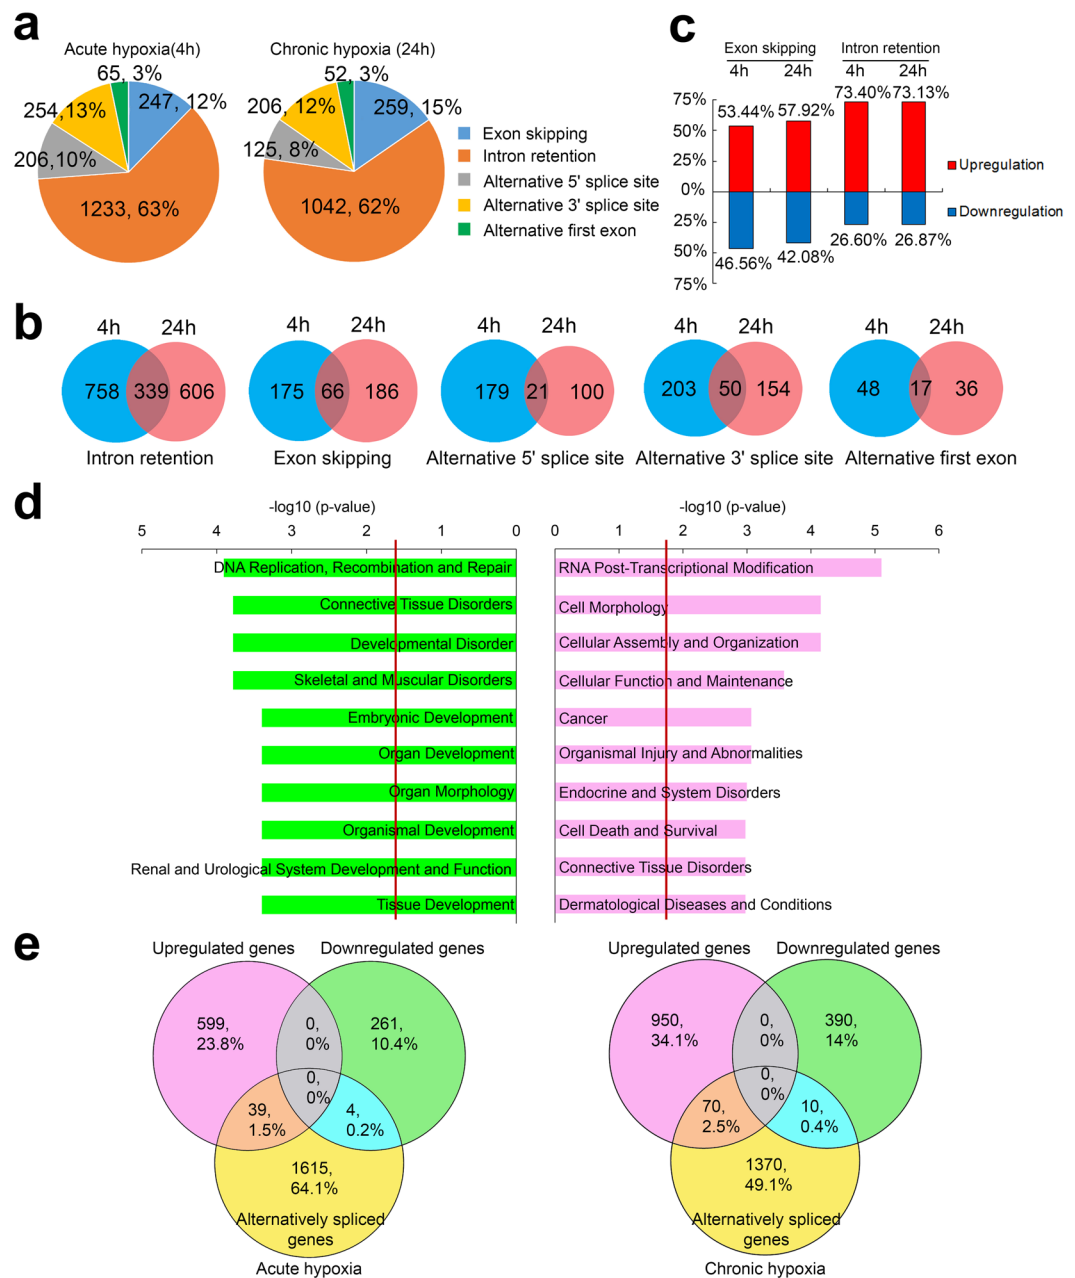 a
Acute hypoxia(4h)
65, 3%
247, 12%
254,13%
206,10%
1233, 63%
Chronic hypoxia (24h)
52, 3%
206, 12%
259, 15%
125, 8%
1042, 62%
Exon skipping
Intron retention
Alternative 5' splice site
Alternative 3' splice site
Alternative first exon
c
Exon skipping
Intron retention
4h
24h
4h
24h
53.44%
57.92%
73.40%
73.13%
75%
50%
25%
0%
25%
50%
75%
46.56%
42.08%
26.60%
26.87%
Upregulation
Downregulation
b
4h
24h
758
339
606
Intron retention
4h
24h
175
66
186
Exon skipping
4h
24h
179
21
100
Alternative 5' splice site
4h
24h
203
50
154
Alternative 3' splice site
4h
24h
48
17
36
Alternative first exon
d
-log10 (p-value)
5
4
3
2
1
0
DNA Replication, Recombination and Repair
Connective Tissue Disorders
Developmental Disorder
Skeletal and Muscular Disorders
Embryonic Development
Organ Development
Organ Morphology
Organismal Development
Renal and Urological System Development and Function
Tissue Development
-log10 (p-value)
0
1
2
3
4
5
6
RNA Post-Transcriptional Modification
Cell Morphology
Cellular Assembly and Organization
Cellular Function and Maintenance
Cancer
Organismal Injury and Abnormalities
Endocrine and System Disorders
Cell Death and Survival
Connective Tissue Disorders
Dermatological Diseases and Conditions
e
Upregulated genes
Downregulated genes
599,
23.8%
0,
0%
261,
10.4%
0,
0%
39,
1.5%
4,
0.2%
1615,
64.1%
Alternatively spliced
genes
Acute hypoxia
Upregulated genes
Downregulated genes
950,
34.1%
0,
0%
390,
14%
0,
0%
70,
2.5%
10,
0.4%
1370,
49.1%
Alternatively spliced
genes
Chronic hypoxia